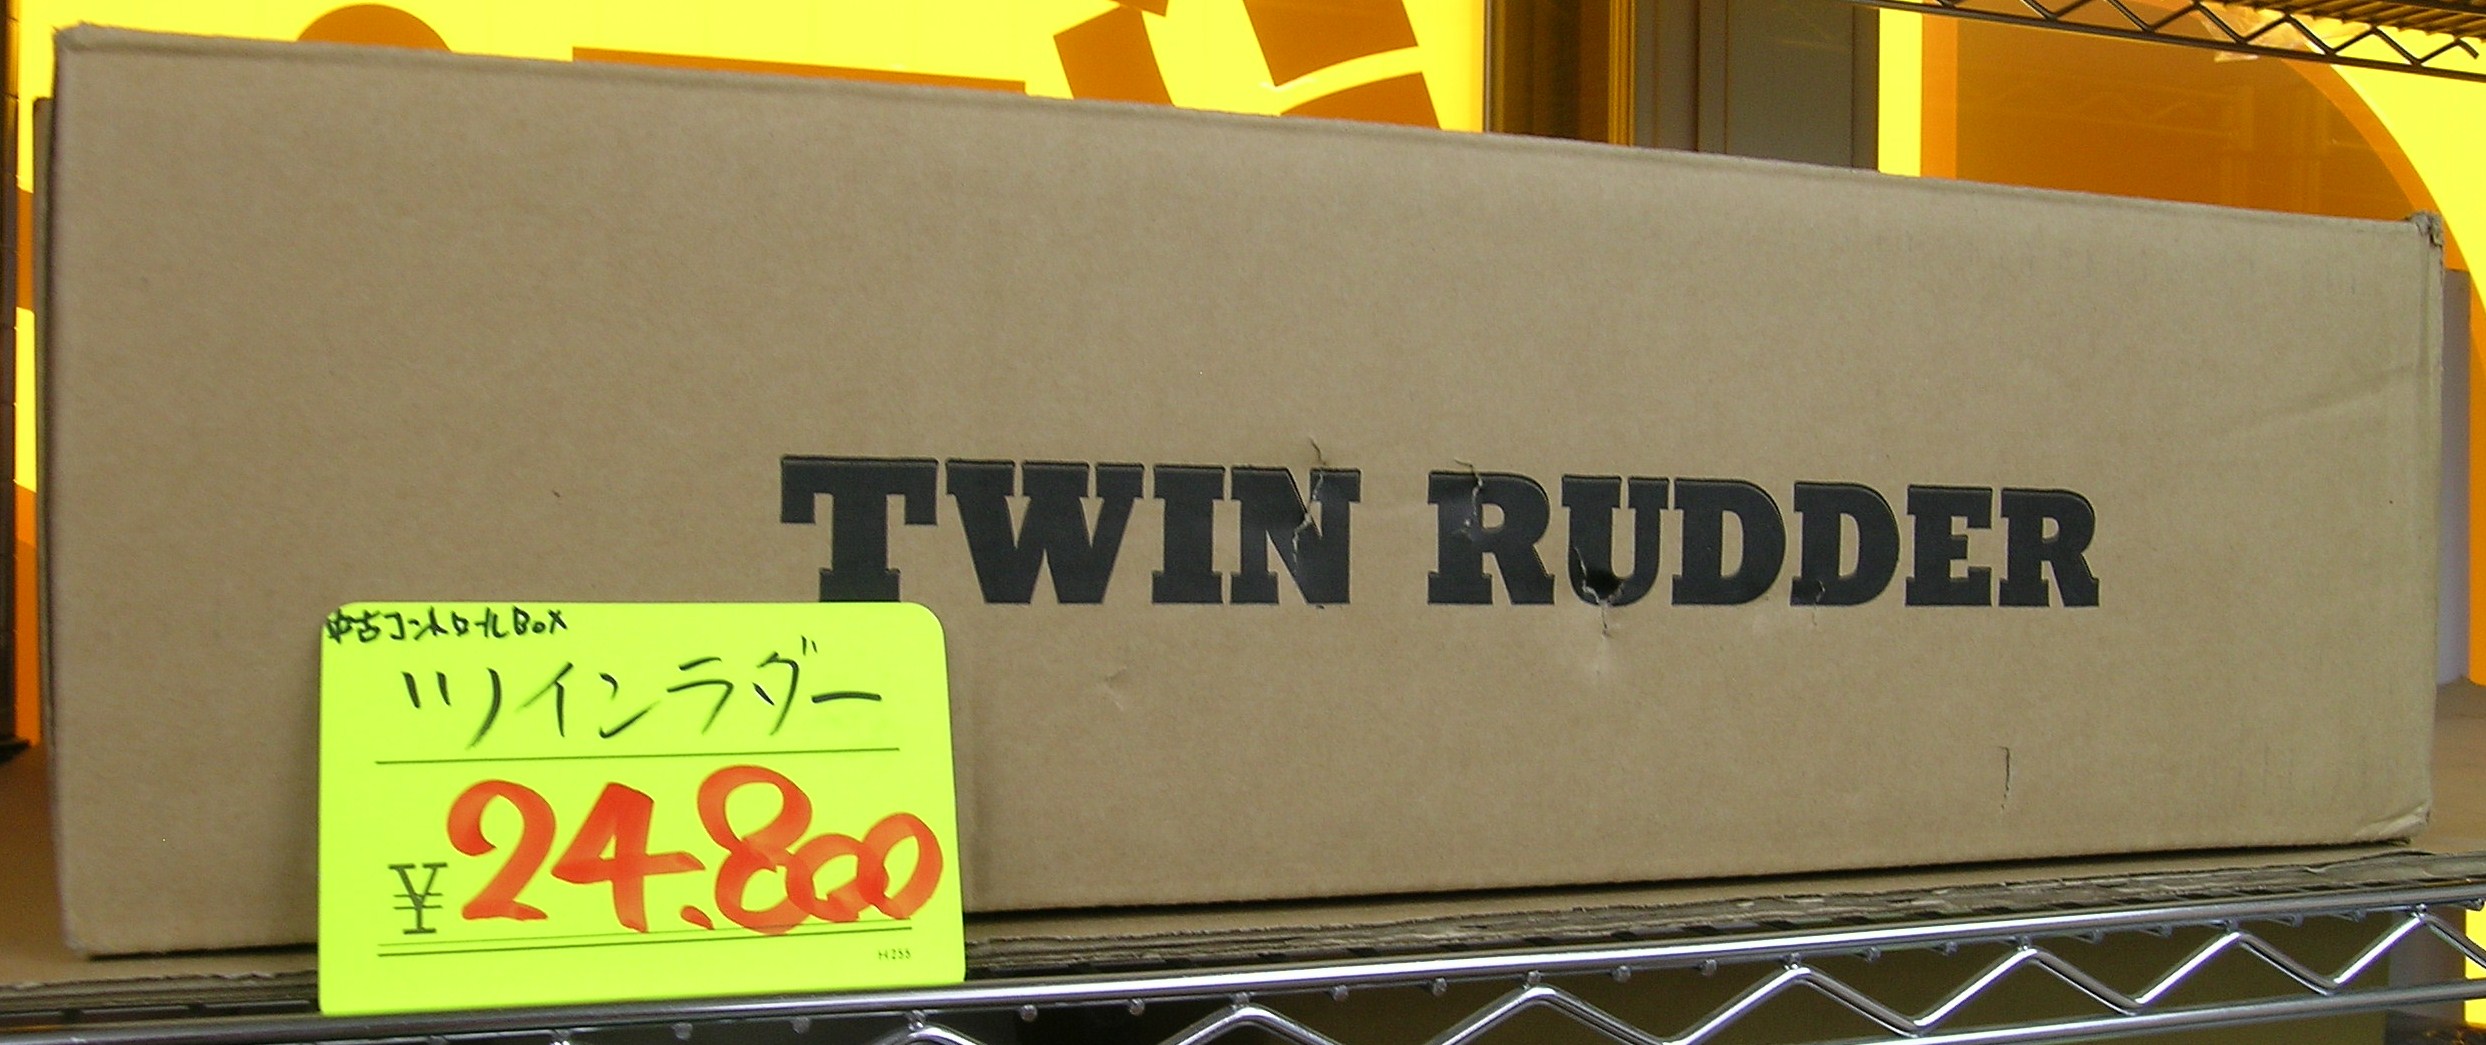 TWIN RUDDER
中古コントロールBOX
ツインラダー
¥24.800
H255